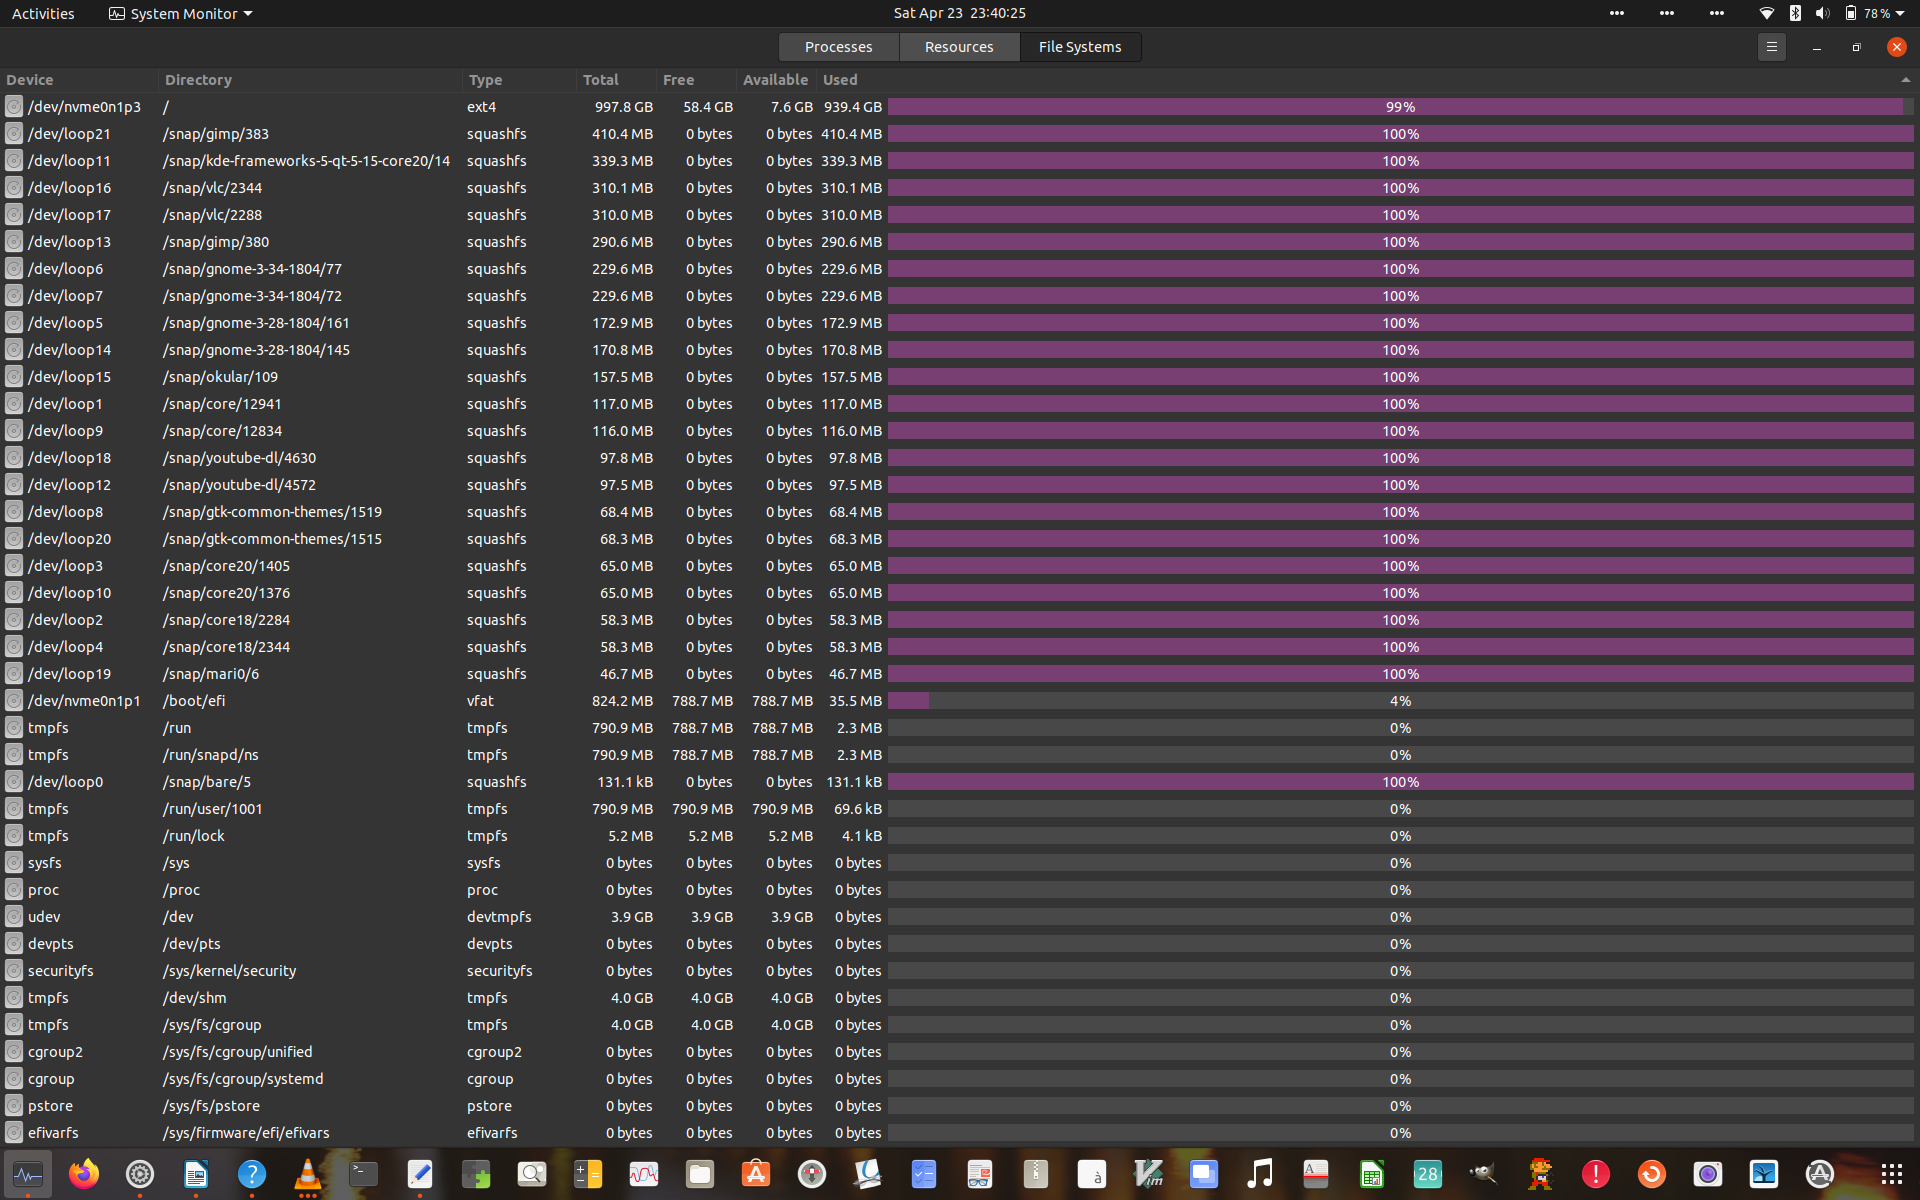 Activities System Monitor Sat Apr 23 23:40:25 78%
Processes Resources File Systems
Device Directory Type Total Free Available Used
/dev/nvme0n1p3 / ext4 997.8 GB 58.4 GB 7.6 GB 939.4 GB 99%
/dev/loop21 /snap/gimp/383 squashfs 410.4 MB 0 bytes 0 bytes 410.4 MB 100%
/dev/loop11 /snap/kde-frameworks-5-qt-5-15-core20/14 squashfs 339.3 MB 0 bytes 0 bytes 339.3 MB 100%
/dev/loop16 /snap/vlc/2344 squashfs 310.1 MB 0 bytes 0 bytes 310.1 MB 100%
/dev/loop17 /snap/vlc/2288 squashfs 310.0 MB 0 bytes 0 bytes 310.0 MB 100%
/dev/loop13 /snap/gimp/380 squashfs 290.6 MB 0 bytes 0 bytes 290.6 MB 100%
/dev/loop6 /snap/gnome-3-34-1804/77 squashfs 229.6 MB 0 bytes 0 bytes 229.6 MB 100%
/dev/loop7 /snap/gnome-3-34-1804/72 squashfs 229.6 MB 0 bytes 0 bytes 229.6 MB 100%
/dev/loop5 /snap/gnome-3-28-1804/161 squashfs 172.9 MB 0 bytes 0 bytes 172.9 MB 100%
/dev/loop14 /snap/gnome-3-28-1804/145 squashfs 170.8 MB 0 bytes 0 bytes 170.8 MB 100%
/dev/loop15 /snap/okular/109 squashfs 157.5 MB 0 bytes 0 bytes 157.5 MB 100%
/dev/loop1 /snap/core/12941 squashfs 117.0 MB 0 bytes 0 bytes 117.0 MB 100%
/dev/loop9 /snap/core/12834 squashfs 116.0 MB 0 bytes 0 bytes 116.0 MB 100%
/dev/loop18 /snap/youtube-dl/4630 squashfs 97.8 MB 0 bytes 0 bytes 97.8 MB 100%
/dev/loop12 /snap/youtube-dl/4572 squashfs 97.5 MB 0 bytes 0 bytes 97.5 MB 100%
/dev/loop8 /snap/gtk-common-themes/1519 squashfs 68.4 MB 0 bytes 0 bytes 68.4 MB 100%
/dev/loop20 /snap/gtk-common-themes/1515 squashfs 68.3 MB 0 bytes 0 bytes 68.3 MB 100%
/dev/loop3 /snap/core20/1405 squashfs 65.0 MB 0 bytes 0 bytes 65.0 MB 100%
/dev/loop10 /snap/core20/1376 squashfs 65.0 MB 0 bytes 0 bytes 65.0 MB 100%
/dev/loop2 /snap/core18/2284 squashfs 58.3 MB 0 bytes 0 bytes 58.3 MB 100%
/dev/loop4 /snap/core18/2344 squashfs 58.3 MB 0 bytes 0 bytes 58.3 MB 100%
/dev/loop19 /snap/mari0/6 squashfs 46.7 MB 0 bytes 0 bytes 46.7 MB 100%
/dev/nvme0n1p1 /boot/efi vfat 824.2 MB 788.7 MB 788.7 MB 35.5 MB 4%
tmpfs /run tmpfs 790.9 MB 788.7 MB 788.7 MB 2.3 MB 0%
tmpfs /run/snapd/ns tmpfs 790.9 MB 788.7 MB 788.7 MB 2.3 MB 0%
/dev/loop0 /snap/bare/5 squashfs 131.1 kB 0 bytes 0 bytes 131.1 kB 100%
tmpfs /run/user/1001 tmpfs 790.9 MB 790.9 MB 790.9 MB 69.6 kB 0%
tmpfs /run/lock tmpfs 5.2 MB 5.2 MB 5.2 MB 4.1 kB 0%
sysfs /sys sysfs 0 bytes 0 bytes 0 bytes 0 bytes 0%
proc /proc proc 0 bytes 0 bytes 0 bytes 0 bytes 0%
udev /dev devtmpfs 3.9 GB 3.9 GB 3.9 GB 0 bytes 0%
devpts /dev/pts devpts 0 bytes 0 bytes 0 bytes 0 bytes 0%
securityfs /sys/kernel/security securityfs 0 bytes 0 bytes 0 bytes 0 bytes 0%
tmpfs /dev/shm tmpfs 4.0 GB 4.0 GB 4.0 GB 0 bytes 0%
tmpfs /sys/fs/cgroup tmpfs 4.0 GB 4.0 GB 4.0 GB 0 bytes 0%
cgroup2 /sys/fs/cgroup/unified cgroup2 0 bytes 0 bytes 0 bytes 0 bytes 0%
cgroup /sys/fs/cgroup/systemd cgroup 0 bytes 0 bytes 0 bytes 0 bytes 0%
pstore /sys/fs/pstore pstore 0 bytes 0 bytes 0 bytes 0 bytes 0%
efivarfs /sys/firmware/efi/efivars efivarfs 0 bytes 0 bytes 0 bytes 0 bytes 0%
? à Vim A 28 !